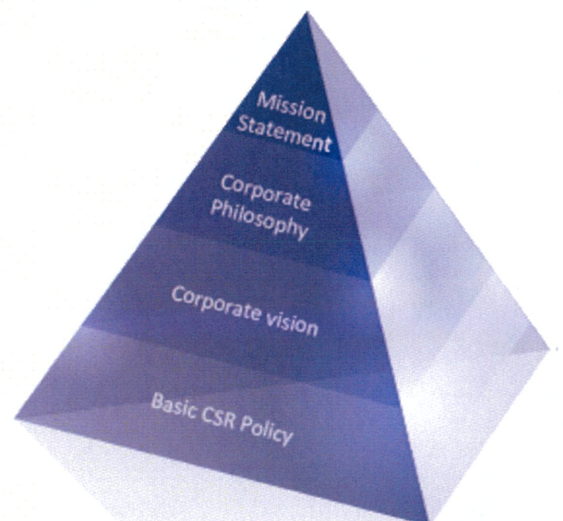 Mission
Statement
Corporate
Philosophy
Corporate vision
Basic CSR Policy